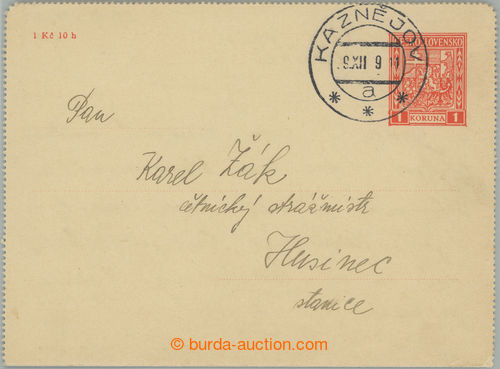 1 Kč 10 h
KAZNĚJOV
9.XII 9
a
SLOVENSKO
1 KORUNA 1
Pan
Karel Žák
četnický strážmistr
Husinec
stanice
burda-auction.com